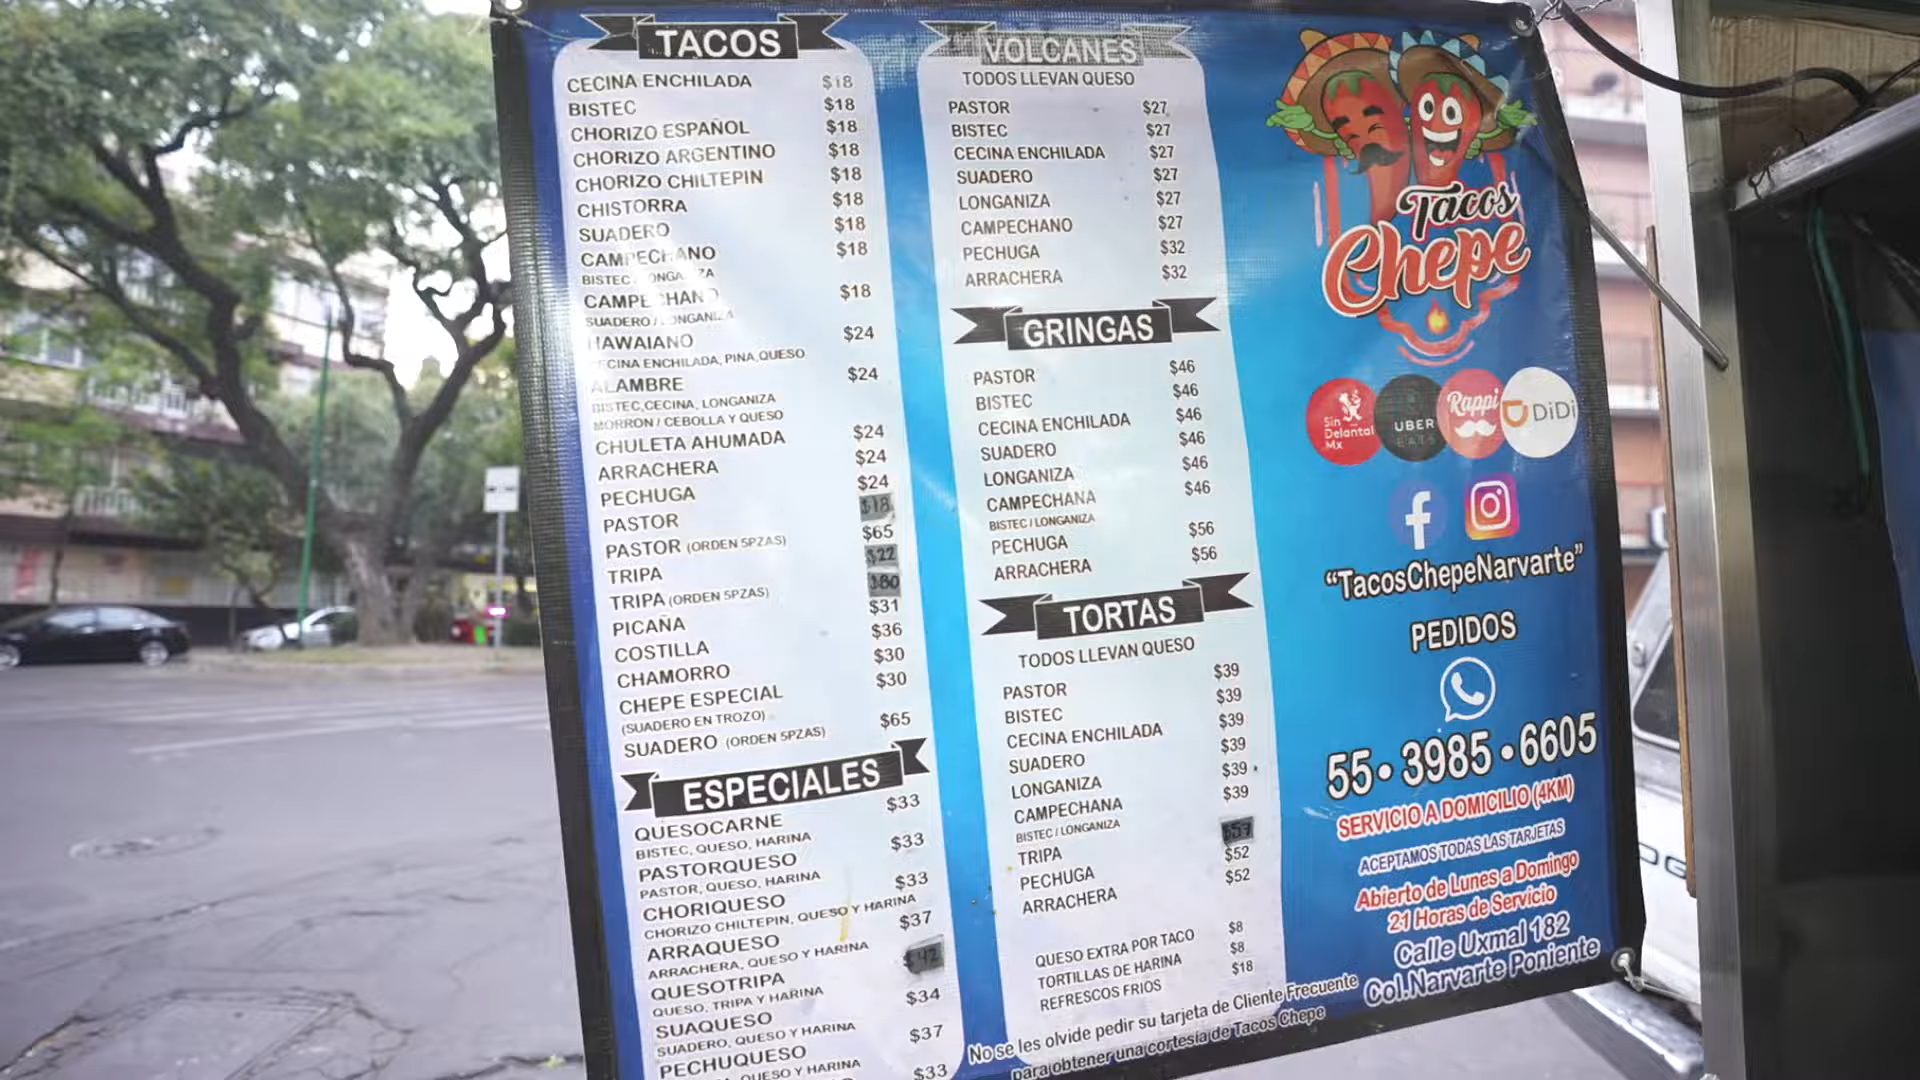 TACOS
CECINA ENCHILADA $18
BISTEC $18
CHORIZO ESPAÑOL $18
CHORIZO ARGENTINO $18
CHORIZO CHILTEPIN $18
CHISTORRA $18
SUADERO $18
CAMPECHANO $18
BISTEC/LONGANIZA
CAMPECHANO $18
SUADERO / LONGANIZA
HAWAIANO $24
CECINA ENCHILADA, PIÑA, QUESO
ALAMBRE $24
BISTEC, CECINA, LONGANIZA
MORRON / CEBOLLA Y QUESO
CHULETA AHUMADA $24
ARRACHERA $24
PECHUGA $24
PASTOR $18
PASTOR (ORDEN 5PZAS) $65
TRIPA $22
TRIPA (ORDEN 5PZAS) $80
PICAÑA $31
COSTILLA $36
CHAMORRO $30
CHEPE ESPECIAL $30
(SUADERO EN TROZO)
SUADERO (ORDEN 5PZAS) $65
ESPECIALES
QUESOCARNE $33
BISTEC, QUESO, HARINA
PASTORQUESO $33
PASTOR, QUESO, HARINA
CHORIQUESO $33
CHORIZO CHILTEPIN, QUESO Y HARINA
ARRAQUESO $37
ARRACHERA, QUESO Y HARINA
QUESOTRIPA $42
QUESO, TRIPA Y HARINA
SUAQUESO $34
SUADERO, QUESO Y HARINA
PECHUQUESO $37
QUESO Y HARINA
$33
VOLCANES
TODOS LLEVAN QUESO
PASTOR $27
BISTEC $27
CECINA ENCHILADA $27
SUADERO $27
LONGANIZA $27
CAMPECHANO $27
PECHUGA $32
ARRACHERA $32
GRINGAS
PASTOR $46
BISTEC $46
CECINA ENCHILADA $46
SUADERO $46
LONGANIZA $46
CAMPECHANA $46
BISTEC / LONGANIZA
PECHUGA $56
ARRACHERA $56
TORTAS
TODOS LLEVAN QUESO
PASTOR $39
BISTEC $39
CECINA ENCHILADA $39
SUADERO $39
LONGANIZA $39
CAMPECHANA $39
BISTEC / LONGANIZA
TRIPA
PECHUGA $52
ARRACHERA $52
QUESO EXTRA POR TACO $8
TORTILLAS DE HARINA $8
REFRESCOS FRIOS $18
No se les olvide pedir su tarjeta de Cliente Frecuente
para obtener una cortesía de Tacos Chepe
Tacos
Chepe
Sin
Delantal
Mx
UBER
EATS
Rappi
DiDi
“TacosChepeNarvarte”
PEDIDOS
55•3985•6605
SERVICIO A DOMICILIO (4KM)
ACEPTAMOS TODAS LAS TARJETAS
Abierto de Lunes a Domingo
21 Horas de Servicio
Calle Uxmal 182
Col.Narvarte Poniente